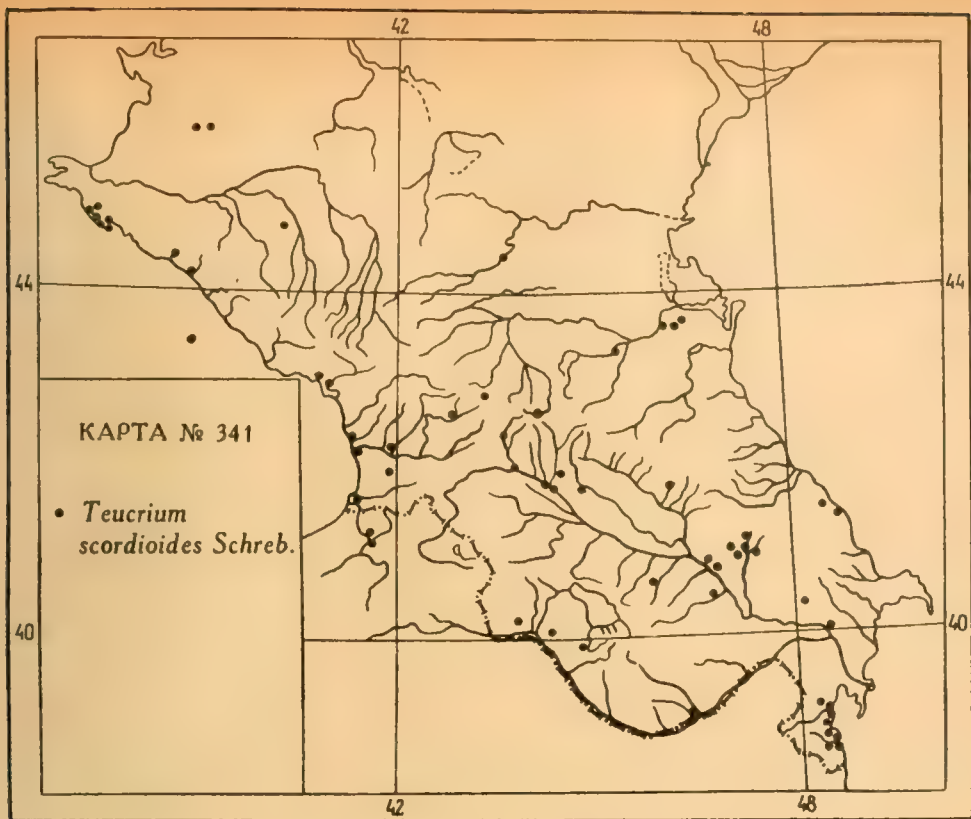 42 48
44 44
КАРТА № 341
• Teucrium
scordioides Schreb.
40 40
42 48